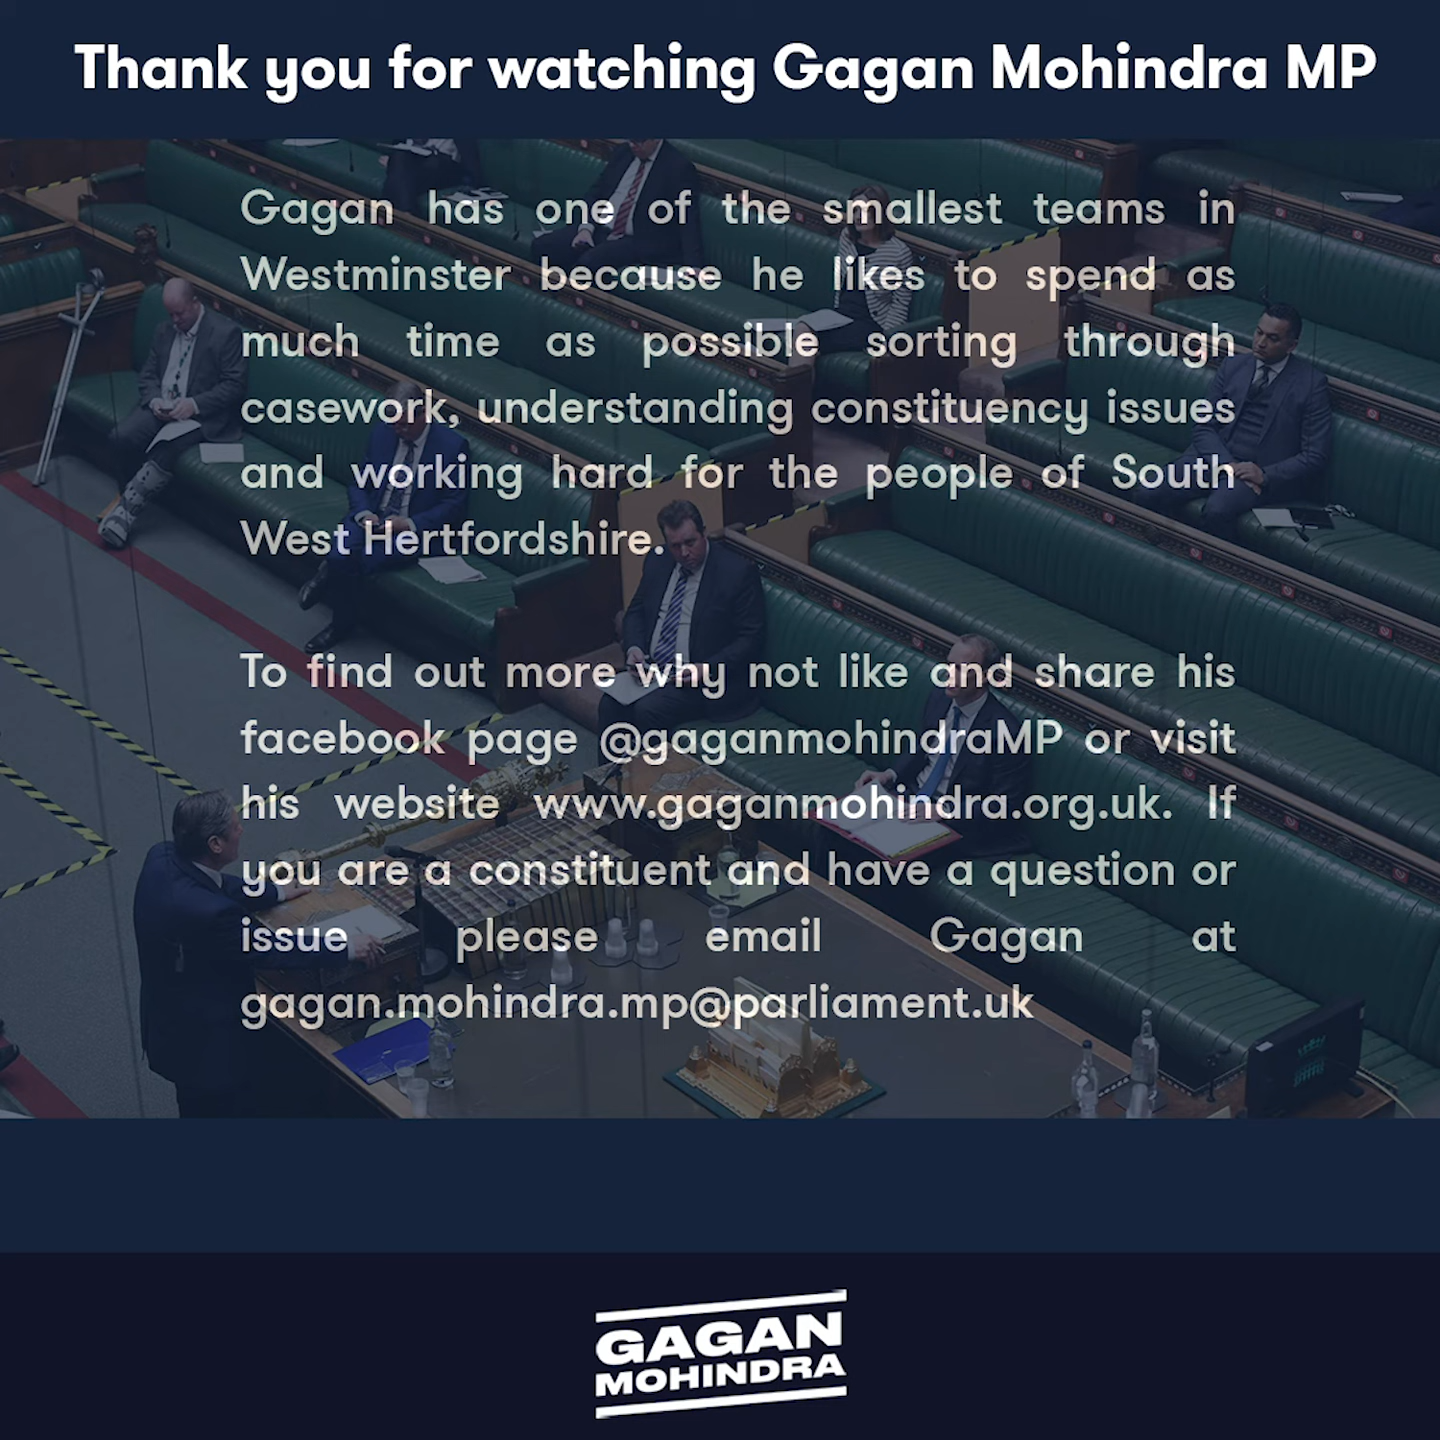 Thank you for watching Gagan Mohindra MP
Gagan has one of the smallest teams in
Westminster because he likes to spend as
much time as possible sorting through
casework, understanding constituency issues
and working hard for the people of South
West Hertfordshire.
To find out more why not like and share his
facebook page @gaganmohindraMP or visit
his website www.gaganmohindra.org.uk. If
you are a constituent and have a question or
issue please email Gagan at
gagan.mohindra.mp@parliament.uk
GAGAN
MOHINDRA